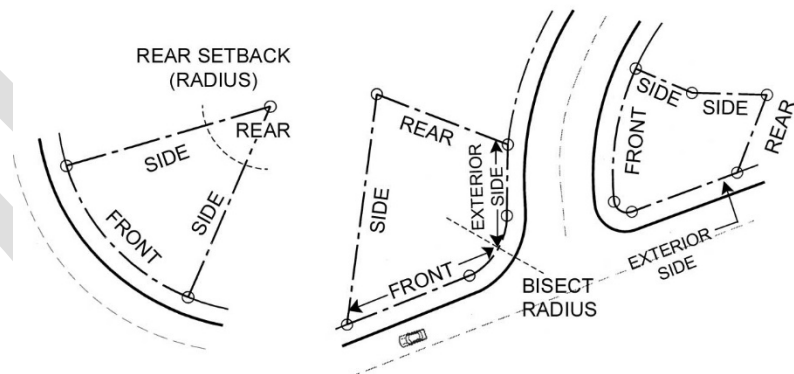 REAR SETBACK
(RADIUS)
REAR
SIDE
SIDE
FRONT
REAR
SIDE
EXTERIOR
SIDE
FRONT
BISECT
RADIUS
SIDE
SIDE
FRONT
REAR
EXTERIOR
SIDE